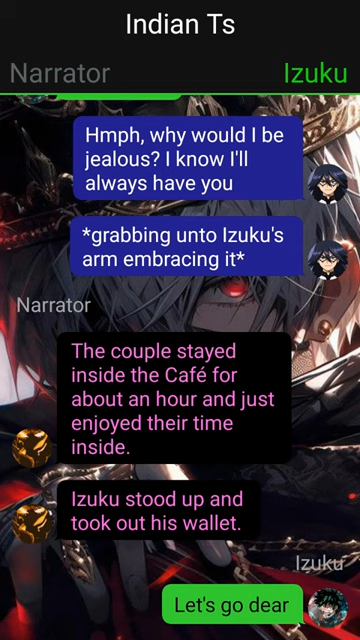 Indian Ts
Narrator
Izuku
Hmph, why would I be
jealous? I know I'll
always have you
*grabbing unto Izuku's
arm embracing it*
Narrator
The couple stayed
inside the Café for
about an hour and just
enjoyed their time
inside.
Izuku stood up and
took out his wallet.
Izuku
Let's go dear